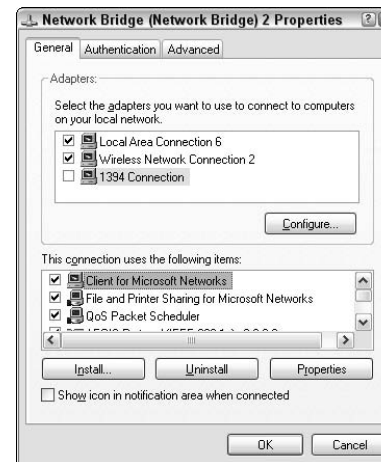 Network Bridge (Network Bridge) 2 Properties
General Authentication Advanced
Adapters:
Select the adapters you want to use to connect to computers
on your local network.
Local Area Connection 6
Wireless Network Connection 2
1394 Connection
Configure...
This connection uses the following items:
Client for Microsoft Networks
File and Printer Sharing for Microsoft Networks
QoS Packet Scheduler
Install... Uninstall Properties
Show icon in notification area when connected
OK Cancel